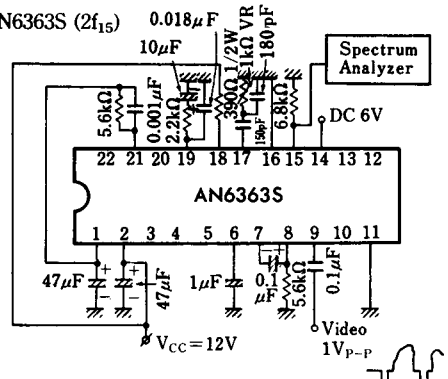 N6363S (2f15)
0.018μF
10μF
5.6kΩ
0.001μF
2.2kΩ
390Ω 1/2W
1kΩ VR
180pF
150pF
6.8kΩ
Spectrum
Analyzer
DC 6V
22 21 20 19 18 17 16 15 14 13 12
AN6363S
1 2 3 4 5 6 7 8 9 10 11
47μF
+
−
+
−
47μF
1μF
−
+
0.1
μF
5.6kΩ
0.1μF
VCC=12V
Video
1VP-P